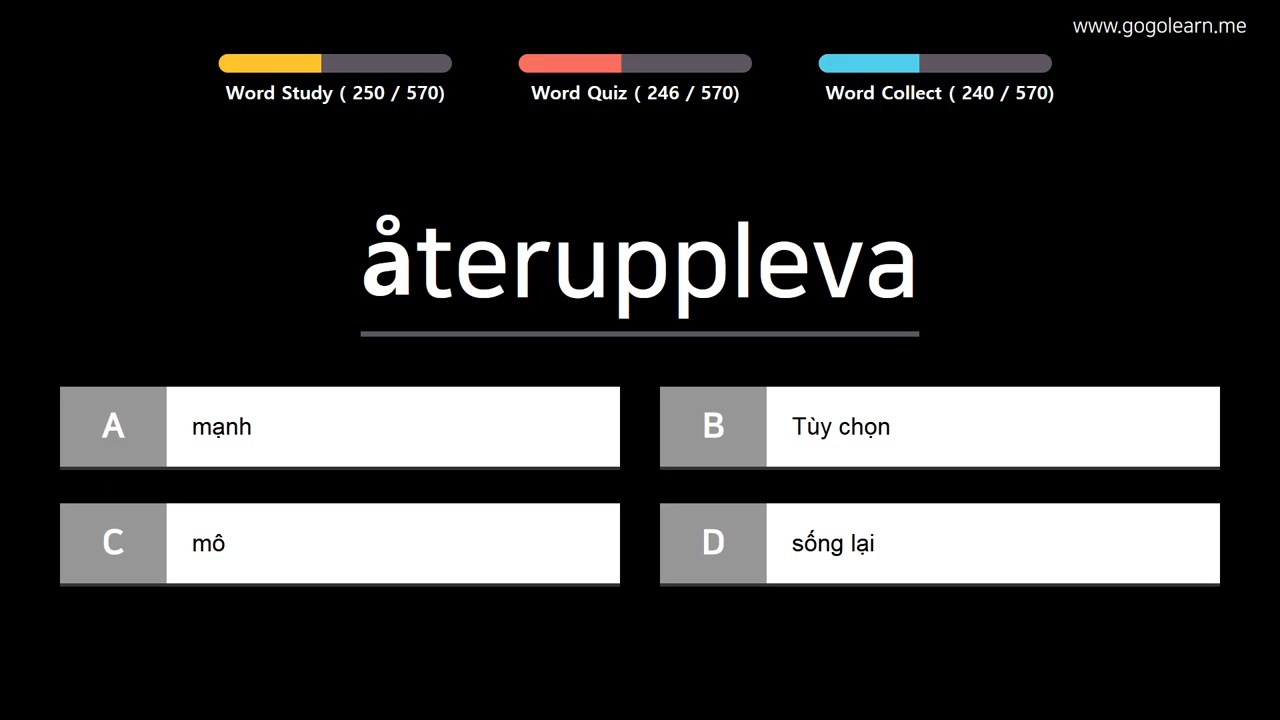 www.gogolearn.me
Word Study ( 250 / 570)
Word Quiz ( 246 / 570)
Word Collect ( 240 / 570)
återuppleva
A mạnh
B Tùy chọn
C mô
D sống lại